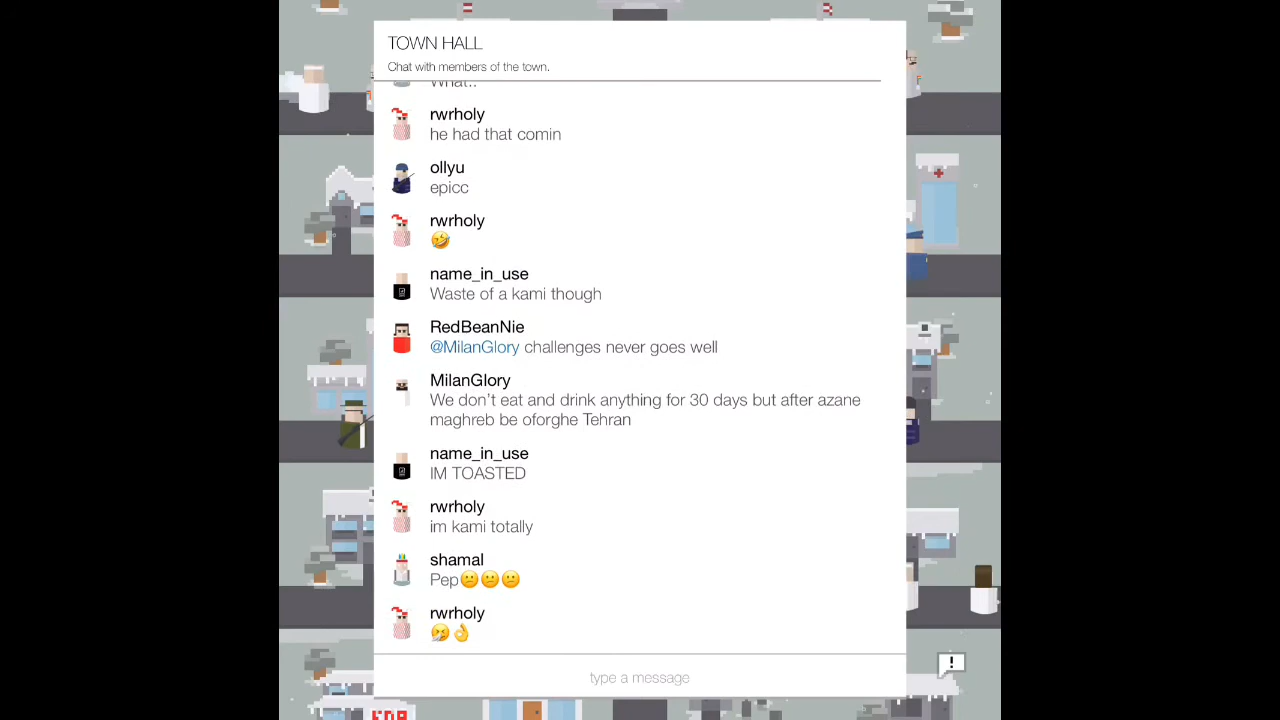 TOWN HALL
Chat with members of the town.
What..
rwrholy
he had that comin
ollyu
epicc
rwrholy
🤣
name_in_use
Waste of a kami though
RedBeanNie
@MilanGlory challenges never goes well
MilanGlory
We don't eat and drink anything for 30 days but after azane
maghreb be oforghe Tehran
name_in_use
IM TOASTED
rwrholy
im kami totally
shamal
Pep😕😕😕
rwrholy
🤧👌
!
type a message